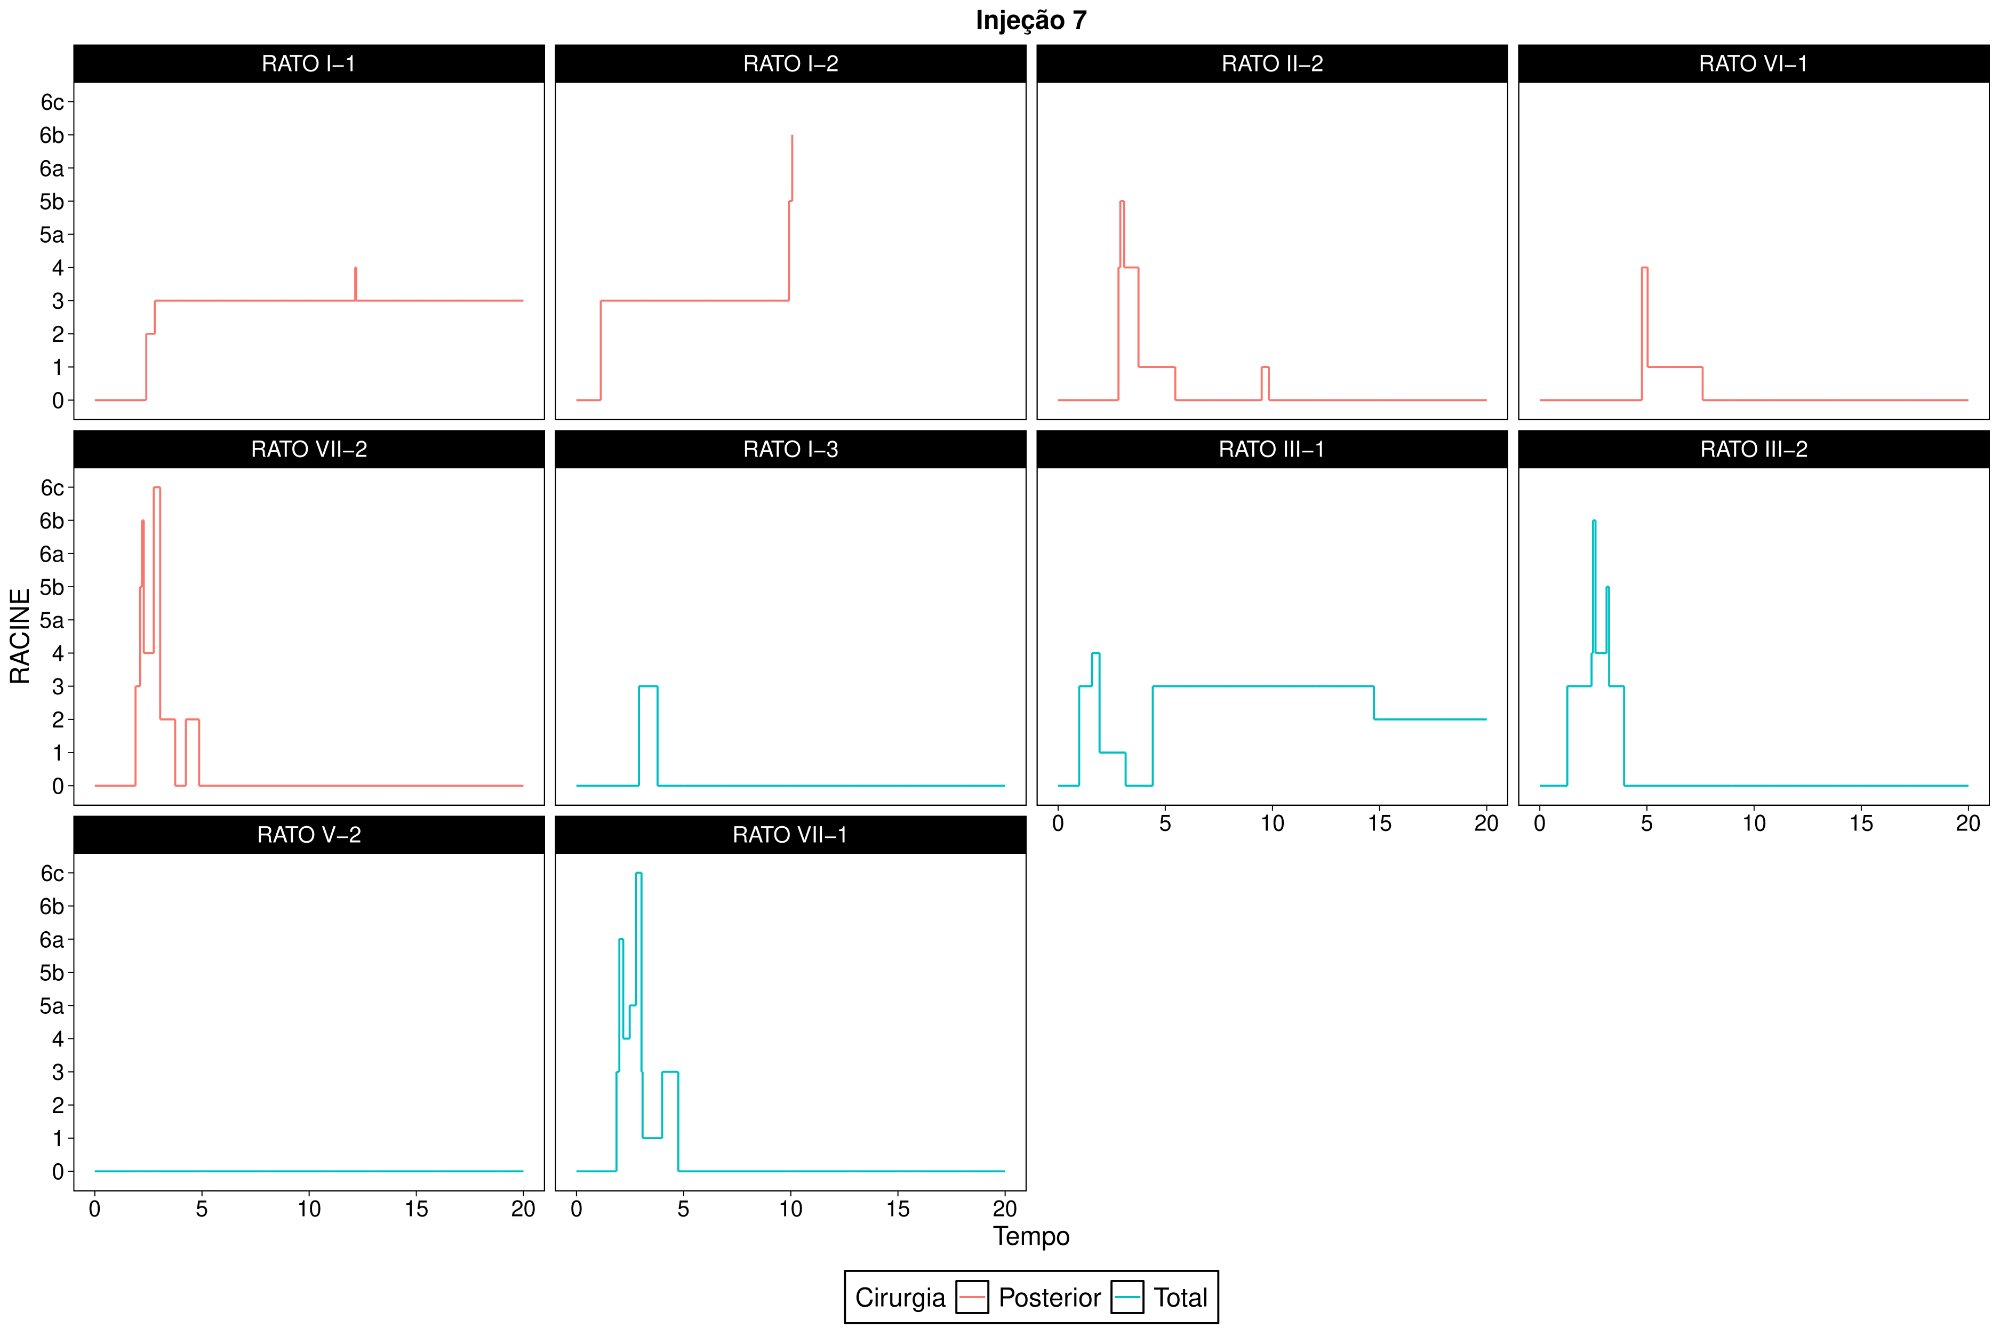 Injeção 7
RATO I−1
RATO I−2
RATO II−2
RATO VI−1
6c
6b
6a
5b
5a
4
3
2
1
0
RATO VII−2
RATO I−3
RATO III−1
RATO III−2
RACINE
6c
6b
6a
5b
5a
4
3
2
1
0
0 5 10 15 20
0 5 10 15 20
RATO V−2
RATO VII−1
6c
6b
6a
5b
5a
4
3
2
1
0
0 5 10 15 20
0 5 10 15 20
Tempo
Cirurgia Posterior Total